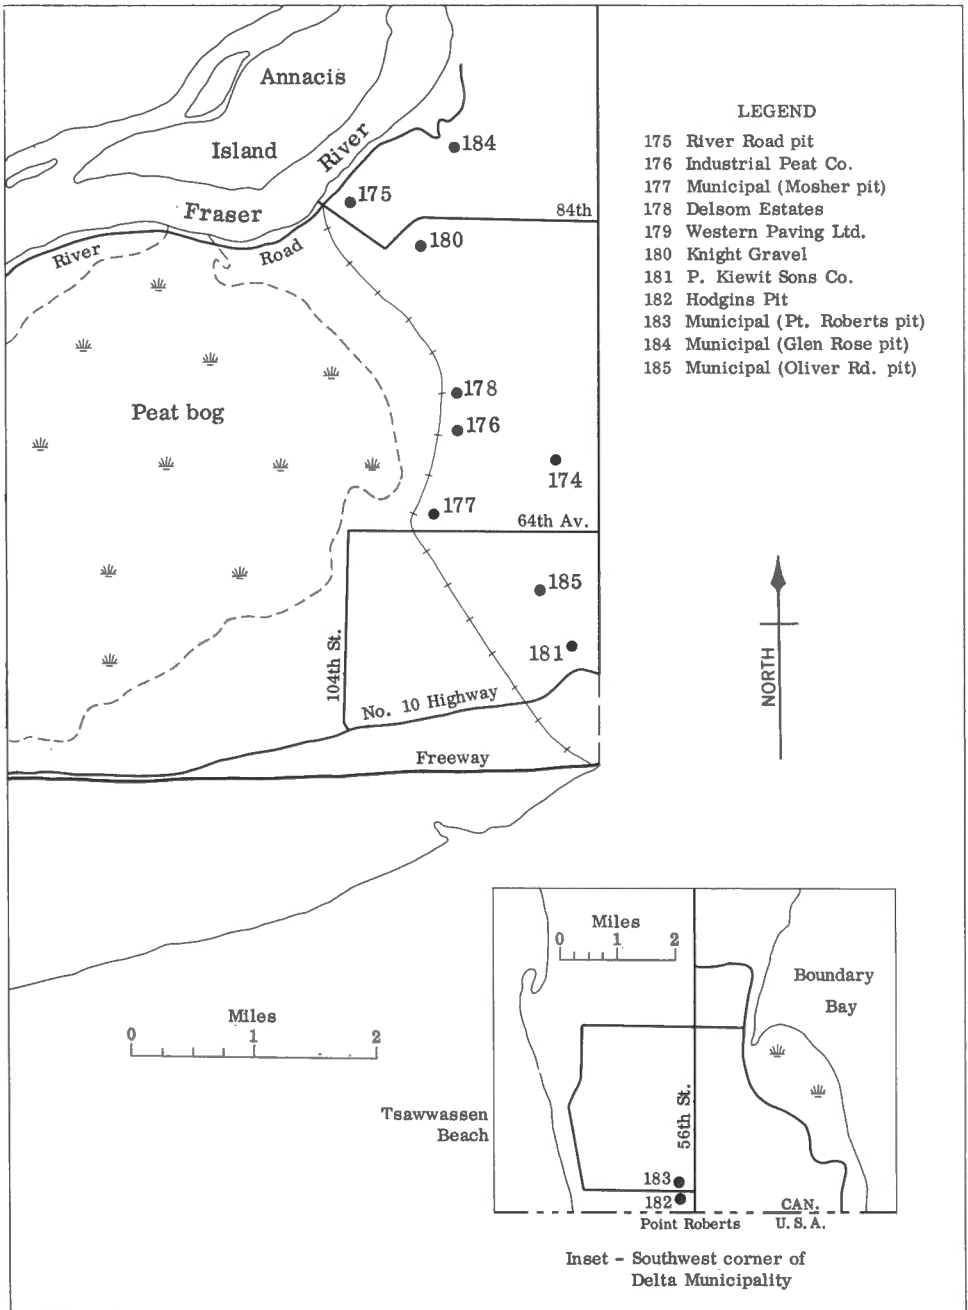 Annacis
Island
River
Fraser
River
Road
184
175
84th
180
178
Peat bog
176
174
177
64th Av.
185
181
104th St.
No. 10 Highway
Freeway
LEGEND
175 River Road pit
176 Industrial Peat Co.
177 Municipal (Mosher pit)
178 Delsom Estates
179 Western Paving Ltd.
180 Knight Gravel
181 P. Kiewit Sons Co.
182 Hodgins Pit
183 Municipal (Pt. Roberts pit)
184 Municipal (Glen Rose pit)
185 Municipal (Oliver Rd. pit)
NORTH
Miles
0 1 2
Miles
0 1 2
Boundary
Bay
Tsawwassen
Beach
56th St.
183
182
CAN.
Point Roberts U.S.A.
Inset - Southwest corner of
Delta Municipality